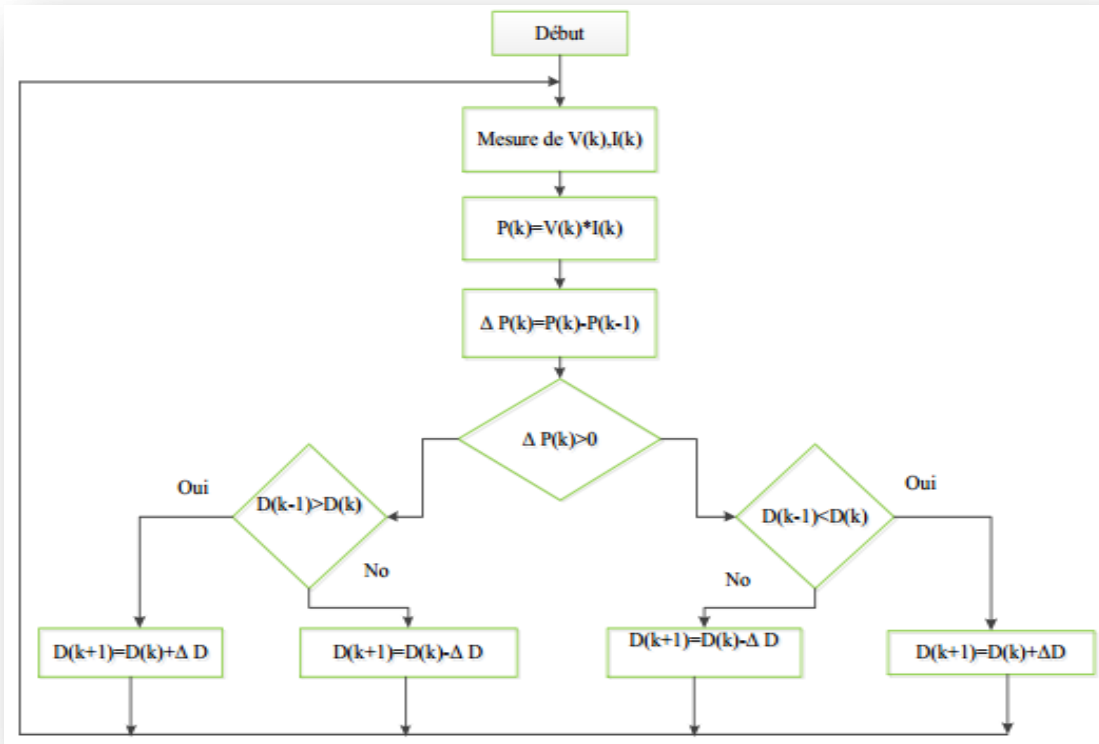 Début
Mesure de V(k),I(k)
P(k)=V(k)*I(k)
Δ P(k)=P(k)-P(k-1)
Δ P(k)>0
Oui
D(k-1)>D(k)
No
D(k-1)<D(k)
Oui
No
D(k+1)=D(k)+Δ D
D(k+1)=D(k)-Δ D
D(k+1)=D(k)-Δ D
D(k+1)=D(k)+ΔD